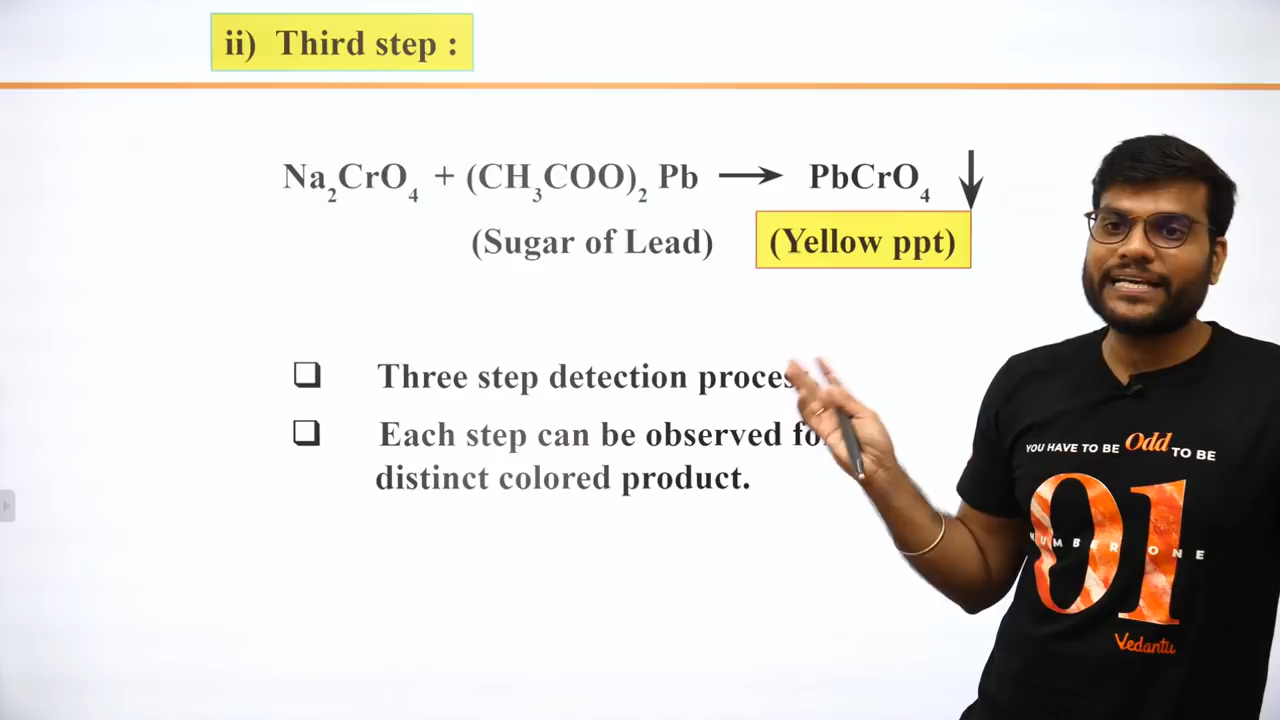 ii) Third step :
Na₂CrO₄ + (CH₃COO)₂ Pb ⟶ PbCrO₄ ↓
(Sugar of Lead) (Yellow ppt)
❑ Three step detection proces
❑ Each step can be observed fo
distinct colored product.
YOU HAVE TO BE Odd TO BE
01
NUMBER ONE
Vedantu